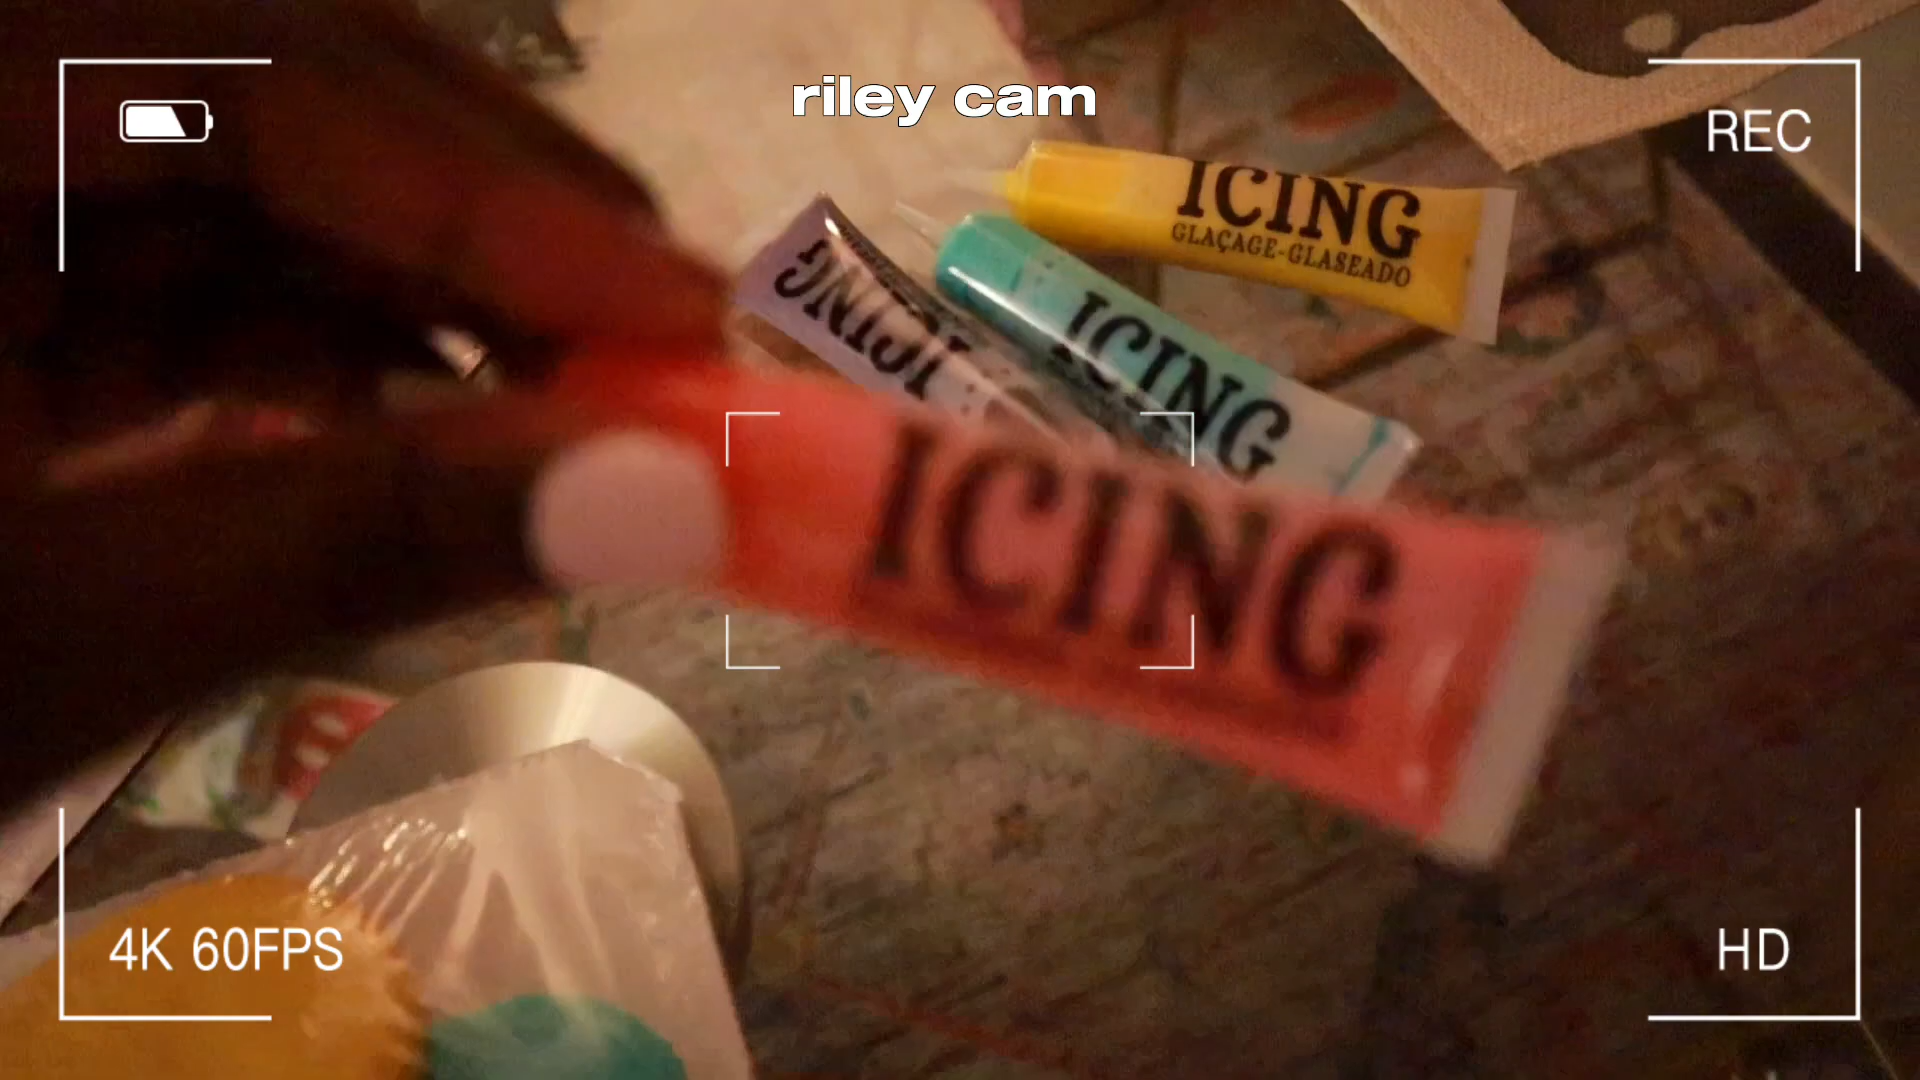 riley cam
REC
ICING
GLAÇAGE-GLASEADO
ICING
ICING
ICING
4K 60FPS
HD